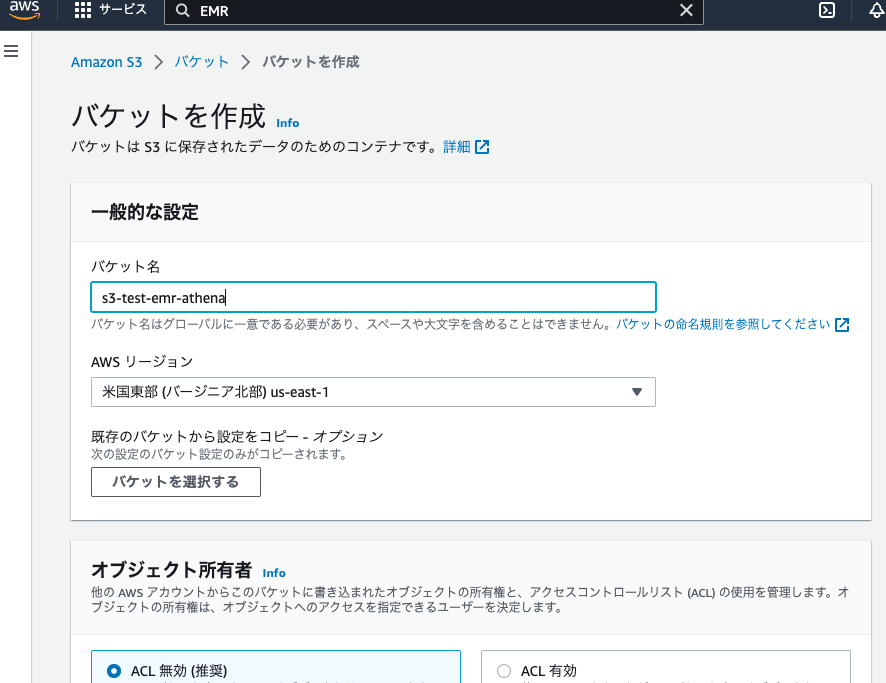 aws サービス EMR
Amazon S3 > バケット > バケットを作成
バケットを作成 Info
バケットは S3 に保存されたデータのためのコンテナです。詳細
一般的な設定
バケット名
s3-test-emr-athena
バケット名はグローバルに一意である必要があり、スペースや大文字を含めることはできません。バケットの命名規則を参照してください
AWS リージョン
米国東部 (バージニア北部) us-east-1
既存のバケットから設定をコピー - オプション
次の設定のバケット設定のみがコピーされます。
バケットを選択する
オブジェクト所有者 Info
他の AWS アカウントからこのバケットに書き込まれたオブジェクトの所有権と、アクセスコントロールリスト (ACL) の使用を管理します。オ
ブジェクトの所有権は、オブジェクトへのアクセスを指定できるユーザーを決定します。
ACL 無効 (推奨) ACL 有効